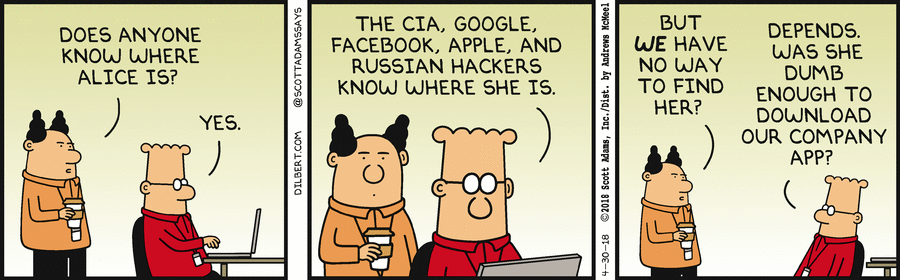 DOES ANYONE
KNOW WHERE
ALICE IS?
YES.
DILBERT.COM @SCOTTADAMSSAYS
THE CIA, GOOGLE,
FACEBOOK, APPLE, AND
RUSSIAN HACKERS
KNOW WHERE SHE IS.
4-30-18 ©2018 Scott Adams, Inc./Dist. by Andrews McMeel
BUT
WE HAVE
NO WAY
TO FIND
HER?
DEPENDS.
WAS SHE
DUMB
ENOUGH TO
DOWNLOAD
OUR COMPANY
APP?